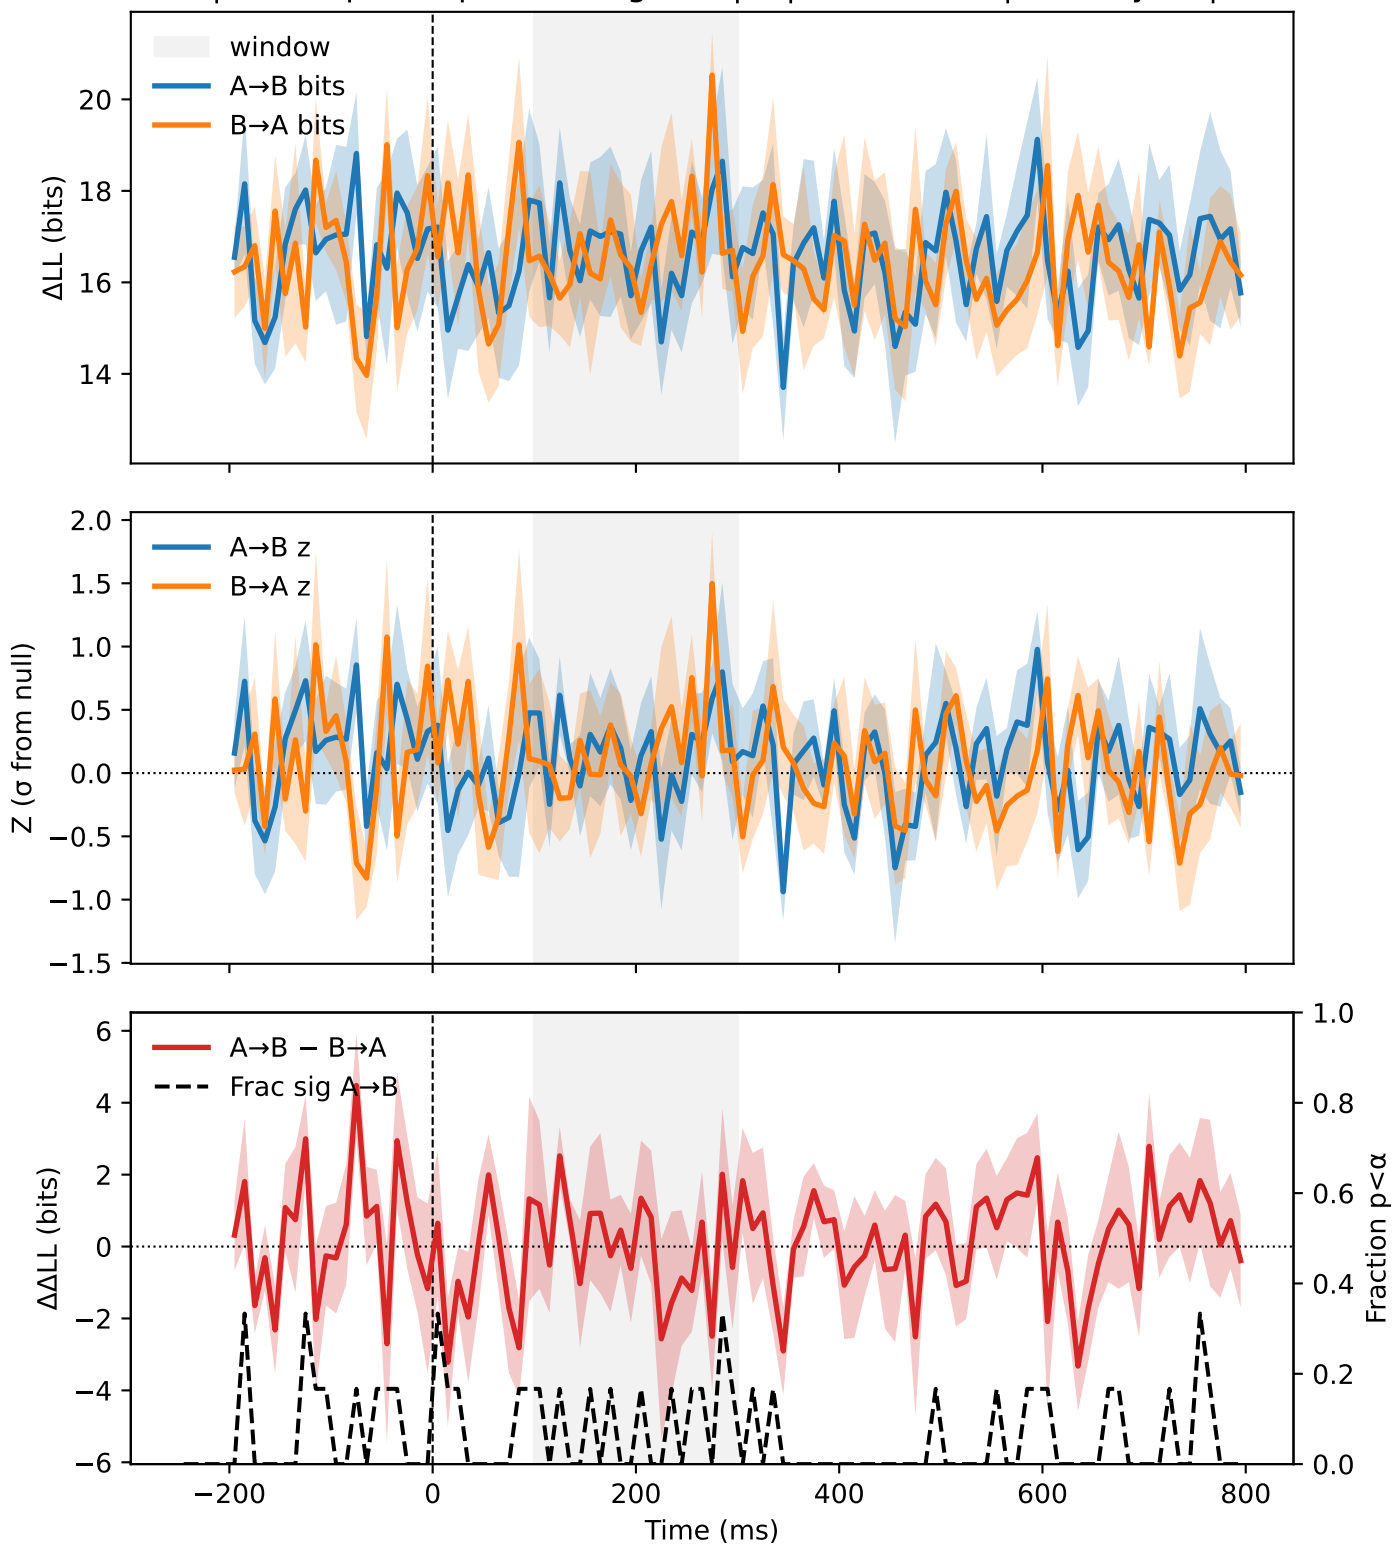 window
A→B bits
B→A bits
ΔLL (bits)
20
18
16
14
A→B z
B→A z
Z (σ from null)
2.0
1.5
1.0
0.5
0.0
−0.5
−1.0
−1.5
A→B − B→A
Frac sig A→B
ΔΔLL (bits)
6
4
2
0
−2
−4
−6
1.0
0.8
0.6
0.4
0.2
0.0
Fraction p<α
−200
0
200
400
600
800
Time (ms)